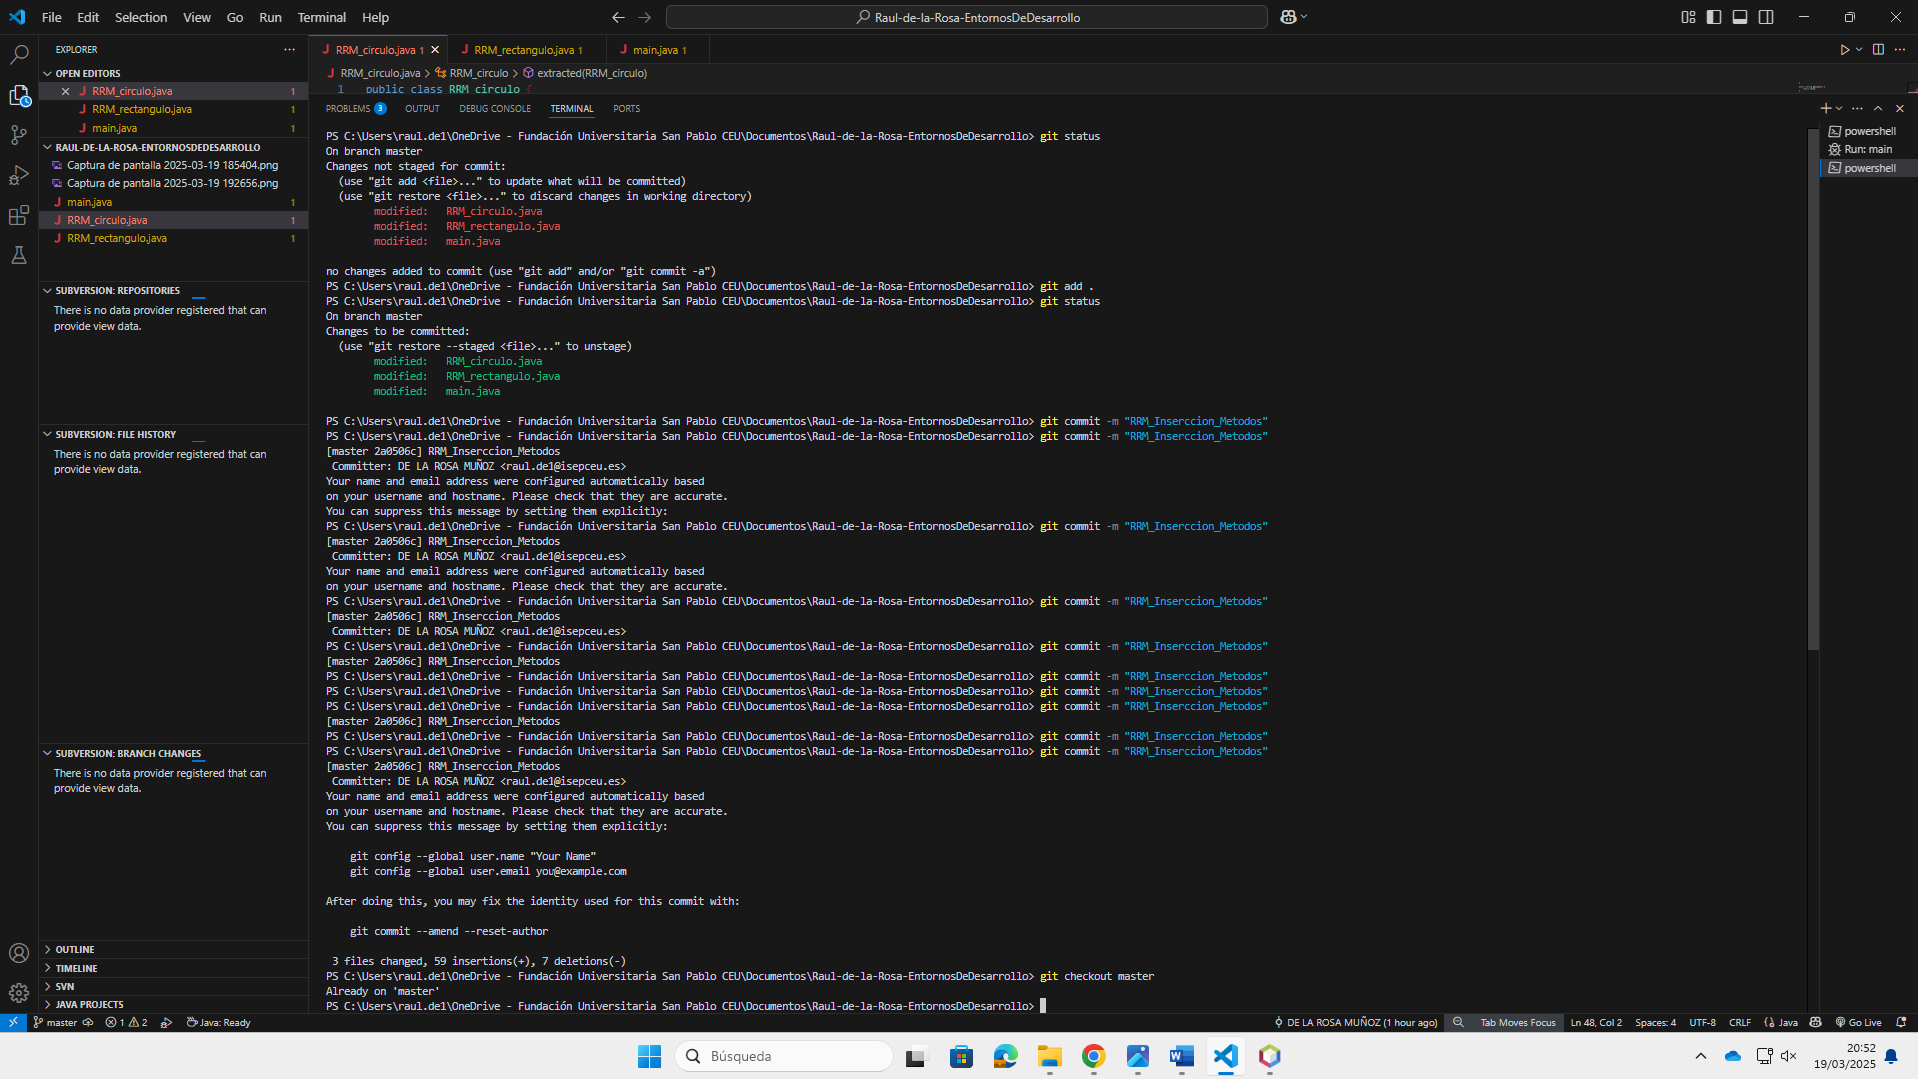 File Edit Selection View Go Run Terminal Help
Raul-de-la-Rosa-EntornosDeDesarrollo
EXPLORER
OPEN EDITORS
RRM_circulo.java 1
RRM_rectangulo.java 1
main.java 1
RAUL-DE-LA-ROSA-ENTORNOSDEDESARROLLO
Captura de pantalla 2025-03-19 185404.png
Captura de pantalla 2025-03-19 192656.png
main.java 1
RRM_circulo.java 1
RRM_rectangulo.java 1
SUBVERSION: REPOSITORIES
There is no data provider registered that can
provide view data.
SUBVERSION: FILE HISTORY
There is no data provider registered that can
provide view data.
SUBVERSION: BRANCH CHANGES
There is no data provider registered that can
provide view data.
OUTLINE
TIMELINE
SVN
JAVA PROJECTS
RRM_circulo.java 1 RRM_rectangulo.java 1 main.java 1
RRM_circulo.java > RRM_circulo > extracted(RRM_circulo)
1 public class RRM_circulo {
PROBLEMS 3 OUTPUT DEBUG CONSOLE TERMINAL PORTS
PS C:\Users\raul.de1\OneDrive - Fundación Universitaria San Pablo CEU\Documentos\Raul-de-la-Rosa-EntornosDeDesarrollo> git status
On branch master
Changes not staged for commit:
(use "git add <file>..." to update what will be committed)
(use "git restore <file>..." to discard changes in working directory)
modified: RRM_circulo.java
modified: RRM_rectangulo.java
modified: main.java
no changes added to commit (use "git add" and/or "git commit -a")
PS C:\Users\raul.de1\OneDrive - Fundación Universitaria San Pablo CEU\Documentos\Raul-de-la-Rosa-EntornosDeDesarrollo> git add .
PS C:\Users\raul.de1\OneDrive - Fundación Universitaria San Pablo CEU\Documentos\Raul-de-la-Rosa-EntornosDeDesarrollo> git status
On branch master
Changes to be committed:
(use "git restore --staged <file>..." to unstage)
modified: RRM_circulo.java
modified: RRM_rectangulo.java
modified: main.java
PS C:\Users\raul.de1\OneDrive - Fundación Universitaria San Pablo CEU\Documentos\Raul-de-la-Rosa-EntornosDeDesarrollo> git commit -m "RRM_Inserccion_Metodos"
PS C:\Users\raul.de1\OneDrive - Fundación Universitaria San Pablo CEU\Documentos\Raul-de-la-Rosa-EntornosDeDesarrollo> git commit -m "RRM_Inserccion_Metodos"
[master 2a0506c] RRM_Inserccion_Metodos
Committer: DE LA ROSA MUÑOZ <raul.de1@isepceu.es>
Your name and email address were configured automatically based
on your username and hostname. Please check that they are accurate.
You can suppress this message by setting them explicitly:
PS C:\Users\raul.de1\OneDrive - Fundación Universitaria San Pablo CEU\Documentos\Raul-de-la-Rosa-EntornosDeDesarrollo> git commit -m "RRM_Inserccion_Metodos"
[master 2a0506c] RRM_Inserccion_Metodos
Committer: DE LA ROSA MUÑOZ <raul.de1@isepceu.es>
Your name and email address were configured automatically based
on your username and hostname. Please check that they are accurate.
PS C:\Users\raul.de1\OneDrive - Fundación Universitaria San Pablo CEU\Documentos\Raul-de-la-Rosa-EntornosDeDesarrollo> git commit -m "RRM_Inserccion_Metodos"
[master 2a0506c] RRM_Inserccion_Metodos
Committer: DE LA ROSA MUÑOZ <raul.de1@isepceu.es>
PS C:\Users\raul.de1\OneDrive - Fundación Universitaria San Pablo CEU\Documentos\Raul-de-la-Rosa-EntornosDeDesarrollo> git commit -m "RRM_Inserccion_Metodos"
[master 2a0506c] RRM_Inserccion_Metodos
PS C:\Users\raul.de1\OneDrive - Fundación Universitaria San Pablo CEU\Documentos\Raul-de-la-Rosa-EntornosDeDesarrollo> git commit -m "RRM_Inserccion_Metodos"
PS C:\Users\raul.de1\OneDrive - Fundación Universitaria San Pablo CEU\Documentos\Raul-de-la-Rosa-EntornosDeDesarrollo> git commit -m "RRM_Inserccion_Metodos"
PS C:\Users\raul.de1\OneDrive - Fundación Universitaria San Pablo CEU\Documentos\Raul-de-la-Rosa-EntornosDeDesarrollo> git commit -m "RRM_Inserccion_Metodos"
[master 2a0506c] RRM_Inserccion_Metodos
PS C:\Users\raul.de1\OneDrive - Fundación Universitaria San Pablo CEU\Documentos\Raul-de-la-Rosa-EntornosDeDesarrollo> git commit -m "RRM_Inserccion_Metodos"
PS C:\Users\raul.de1\OneDrive - Fundación Universitaria San Pablo CEU\Documentos\Raul-de-la-Rosa-EntornosDeDesarrollo> git commit -m "RRM_Inserccion_Metodos"
[master 2a0506c] RRM_Inserccion_Metodos
Committer: DE LA ROSA MUÑOZ <raul.de1@isepceu.es>
Your name and email address were configured automatically based
on your username and hostname. Please check that they are accurate.
You can suppress this message by setting them explicitly:
git config --global user.name "Your Name"
git config --global user.email you@example.com
After doing this, you may fix the identity used for this commit with:
git commit --amend --reset-author
3 files changed, 59 insertions(+), 7 deletions(-)
PS C:\Users\raul.de1\OneDrive - Fundación Universitaria San Pablo CEU\Documentos\Raul-de-la-Rosa-EntornosDeDesarrollo> git checkout master
Already on 'master'
PS C:\Users\raul.de1\OneDrive - Fundación Universitaria San Pablo CEU\Documentos\Raul-de-la-Rosa-EntornosDeDesarrollo>
powershell
Run: main
powershell
master 1 2 Java: Ready
DE LA ROSA MUÑOZ (1 hour ago) Tab Moves Focus Ln 48, Col 2 Spaces: 4 UTF-8 CRLF {} Java Go Live
Búsqueda
20:52
19/03/2025